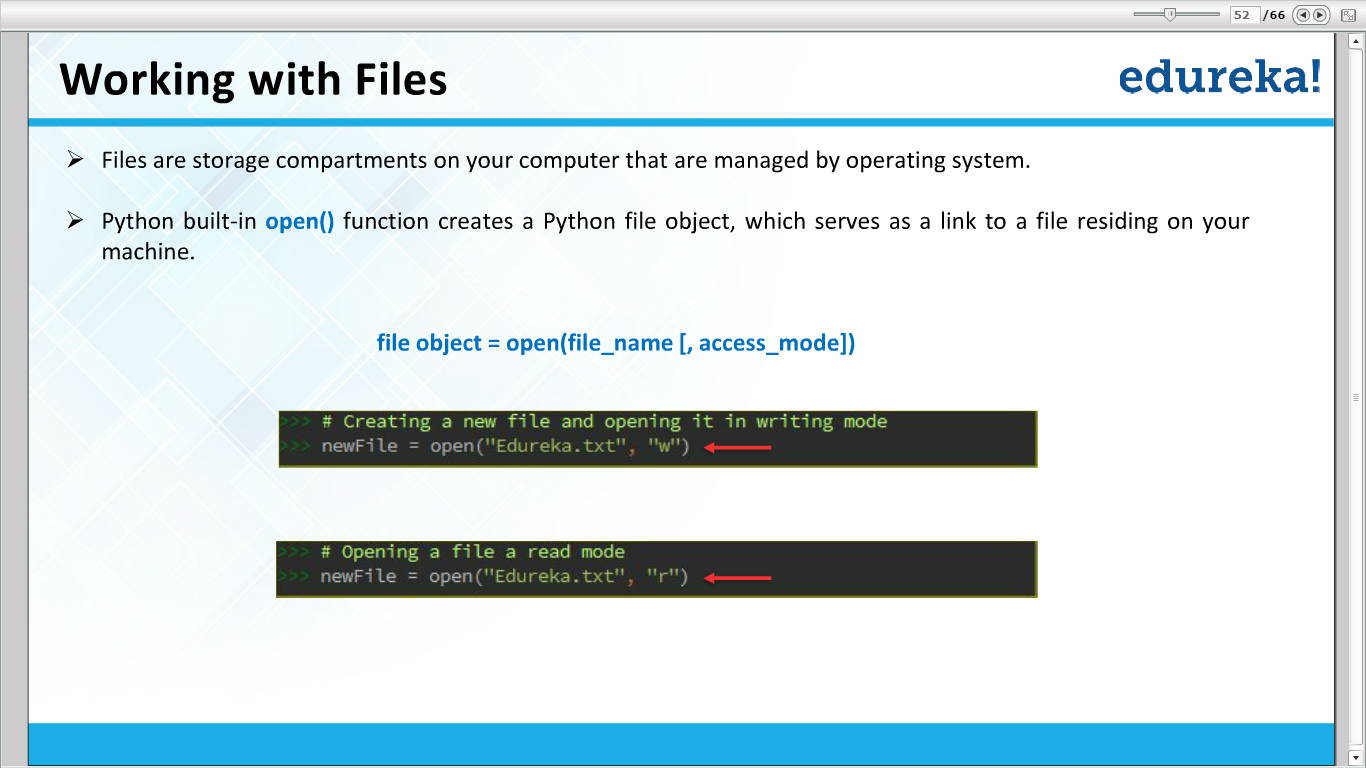 52 /66
Working with Files
edureka!
Files are storage compartments on your computer that are managed by operating system.
Python built-in open() function creates a Python file object, which serves as a link to a file residing on your
machine.
file object = open(file_name [, access_mode])
>>> # Creating a new file and opening it in writing mode
>>> newFile = open("Edureka.txt", "w")
>>> # Opening a file a read mode
>>> newFile = open("Edureka.txt", "r")